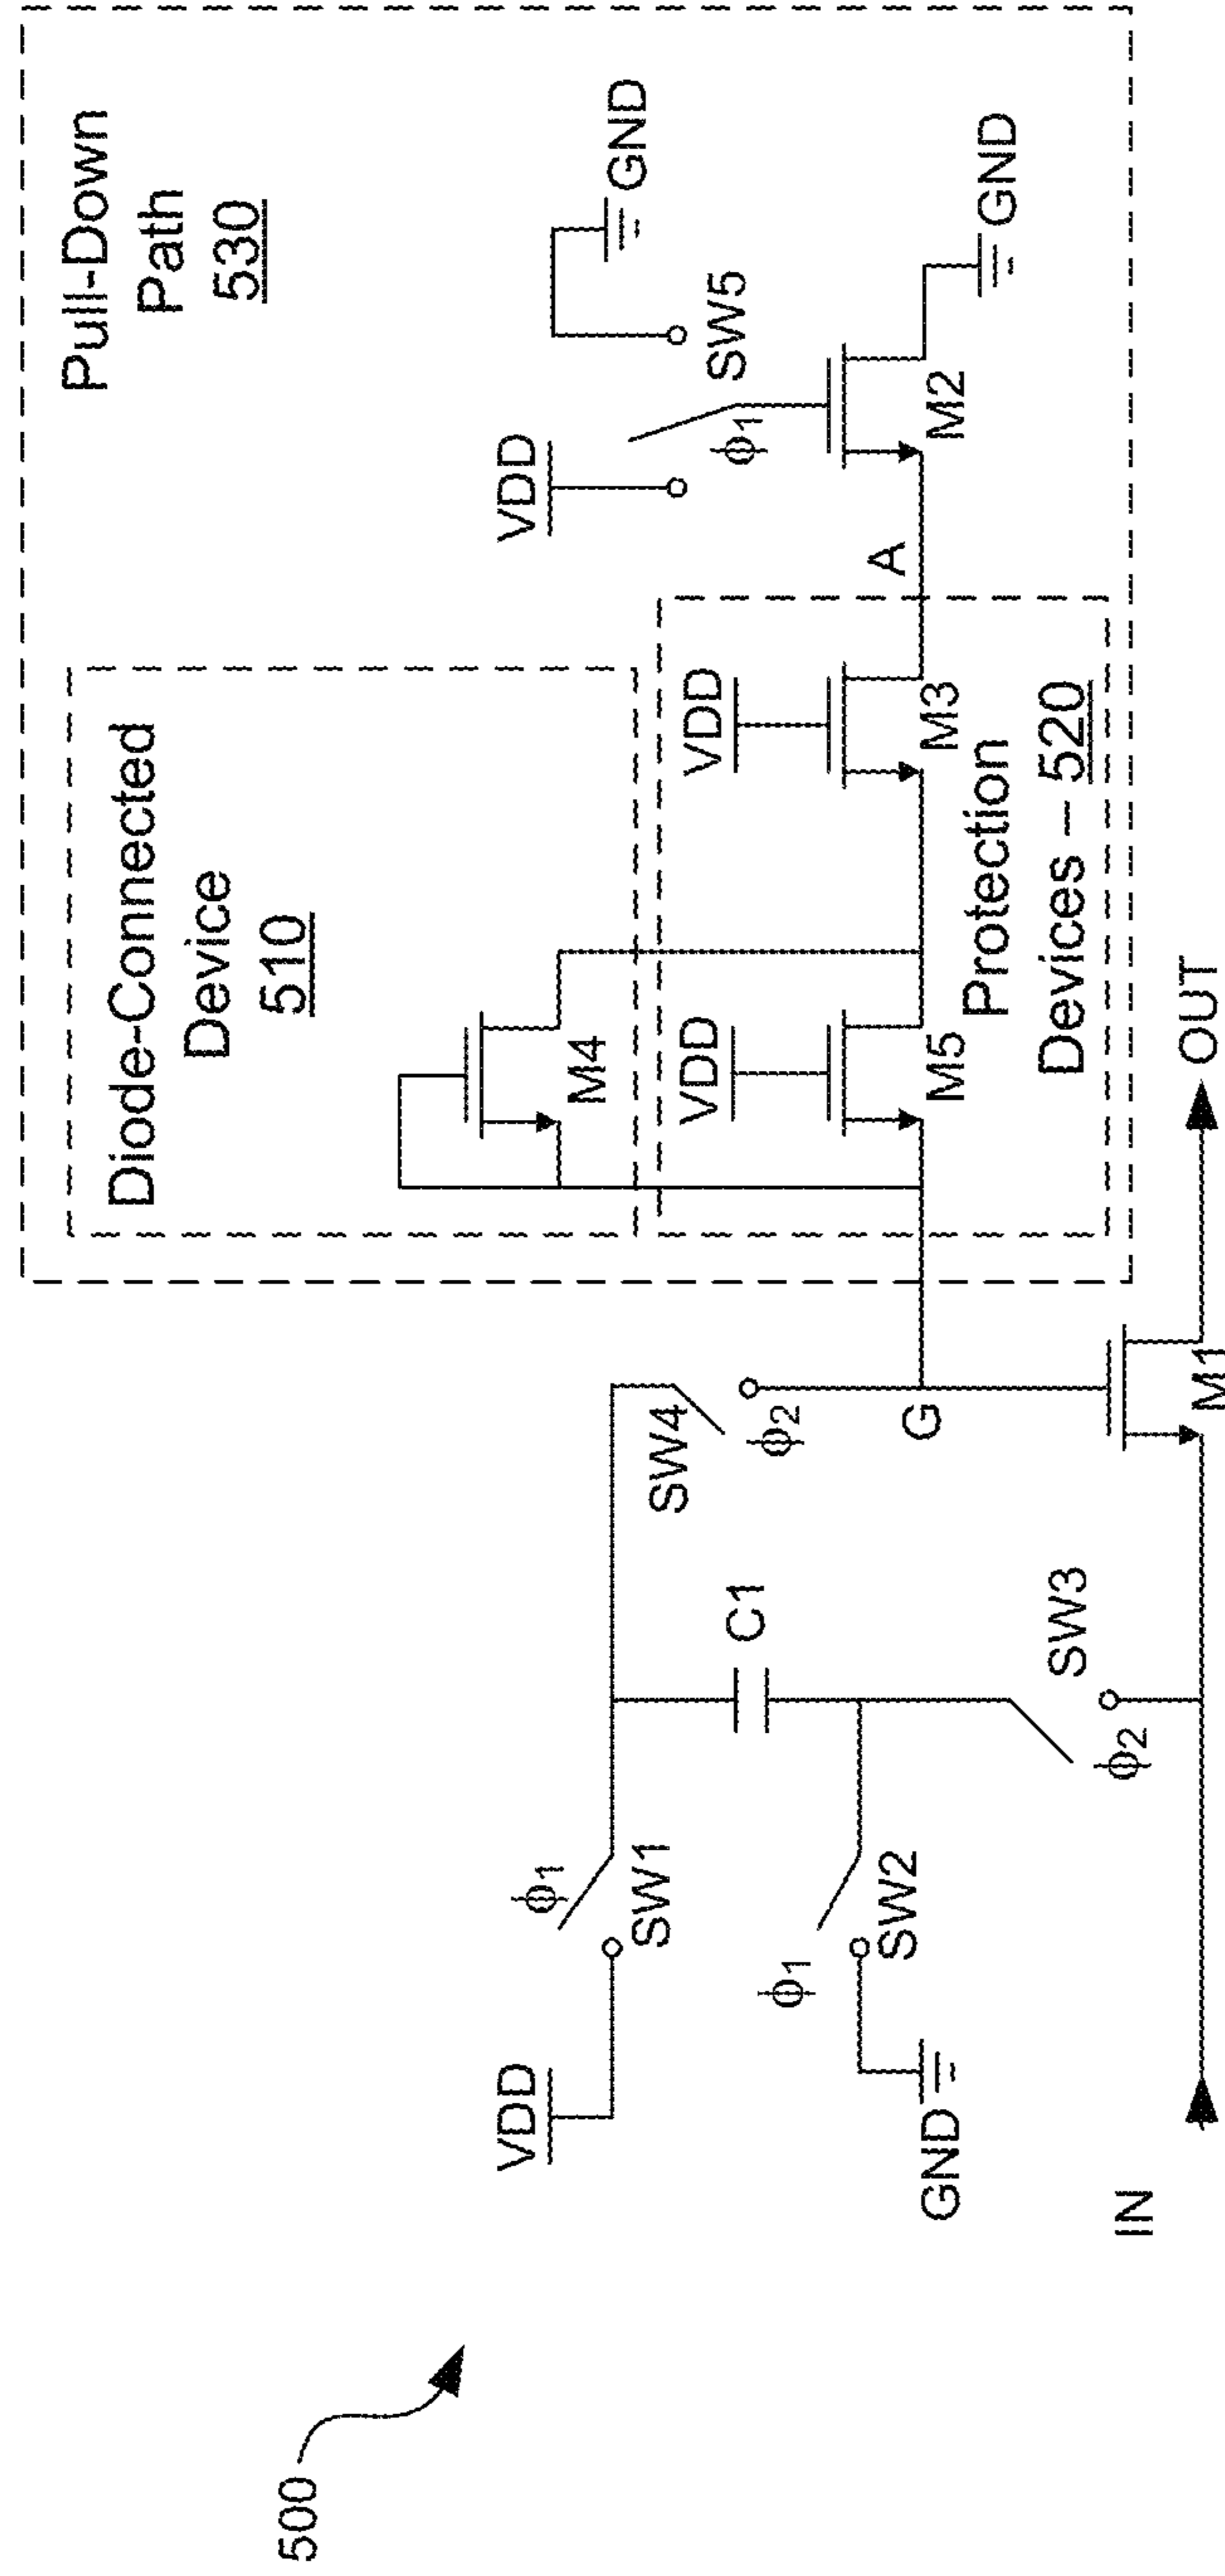 500
Pull-Down
Path
530
Diode-Connected
Device
510
VDD
GND
SW5
ϕ1
M4
VDD
VDD
M5
M3
A
M2
GND
Protection
Devices – 520
VDD
ϕ1
SW1
C1
SW4
ϕ2
G
ϕ1
SW2
GND
SW3
ϕ2
IN
M1
OUT